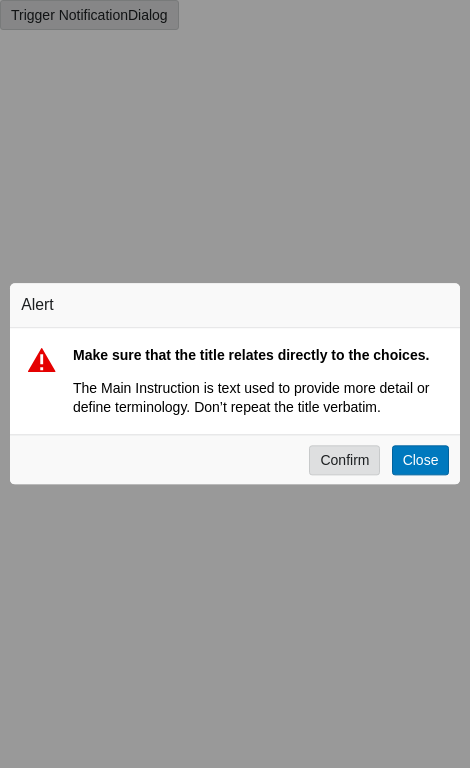 Trigger NotificationDialog
Alert
Make sure that the title relates directly to the choices.
The Main Instruction is text used to provide more detail or
define terminology. Don’t repeat the title verbatim.
Confirm
Close